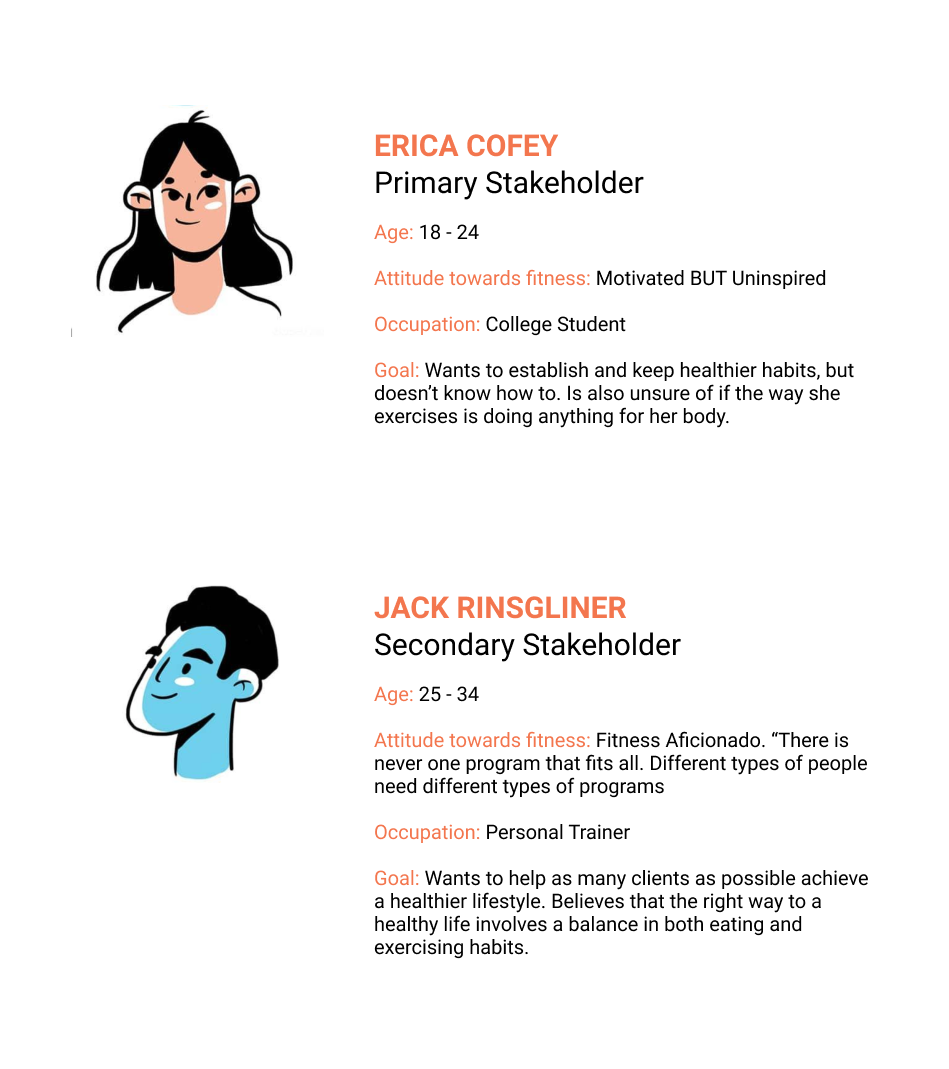 ERICA COFEY
Primary Stakeholder
Age: 18 - 24
Attitude towards fitness: Motivated BUT Uninspired
Occupation: College Student
Goal: Wants to establish and keep healthier habits, but
doesn’t know how to. Is also unsure of if the way she
exercises is doing anything for her body.
JACK RINSGLINER
Secondary Stakeholder
Age: 25 - 34
Attitude towards fitness: Fitness Aficionado. “There is
never one program that fits all. Different types of people
need different types of programs
Occupation: Personal Trainer
Goal: Wants to help as many clients as possible achieve
a healthier lifestyle. Believes that the right way to a
healthy life involves a balance in both eating and
exercising habits.